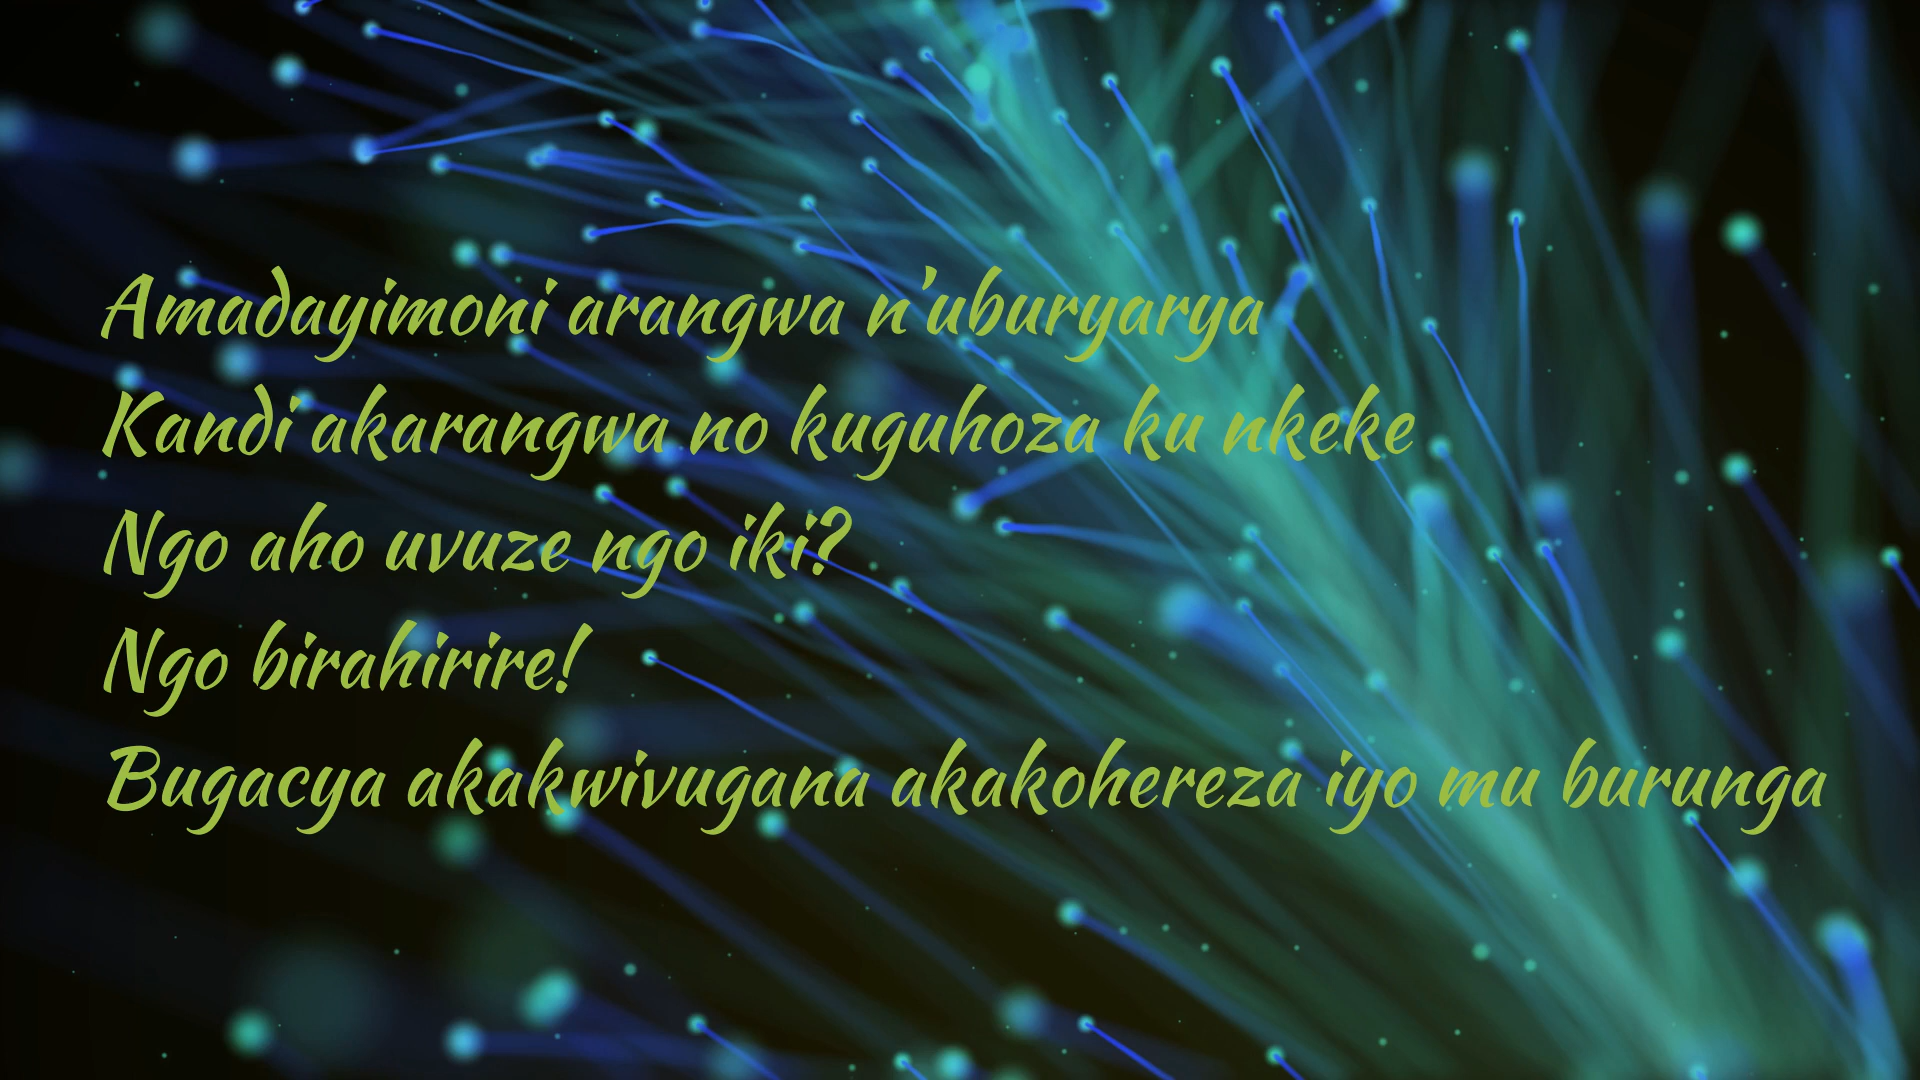 Amadayimoni arangwa n'uburyarya
Kandi akarangwa no kuguhoza ku nkeke
Ngo aho uvuze ngo iki?
Ngo birahirire!
Bugacya akakwivugana akakohereza iyo mu burunga